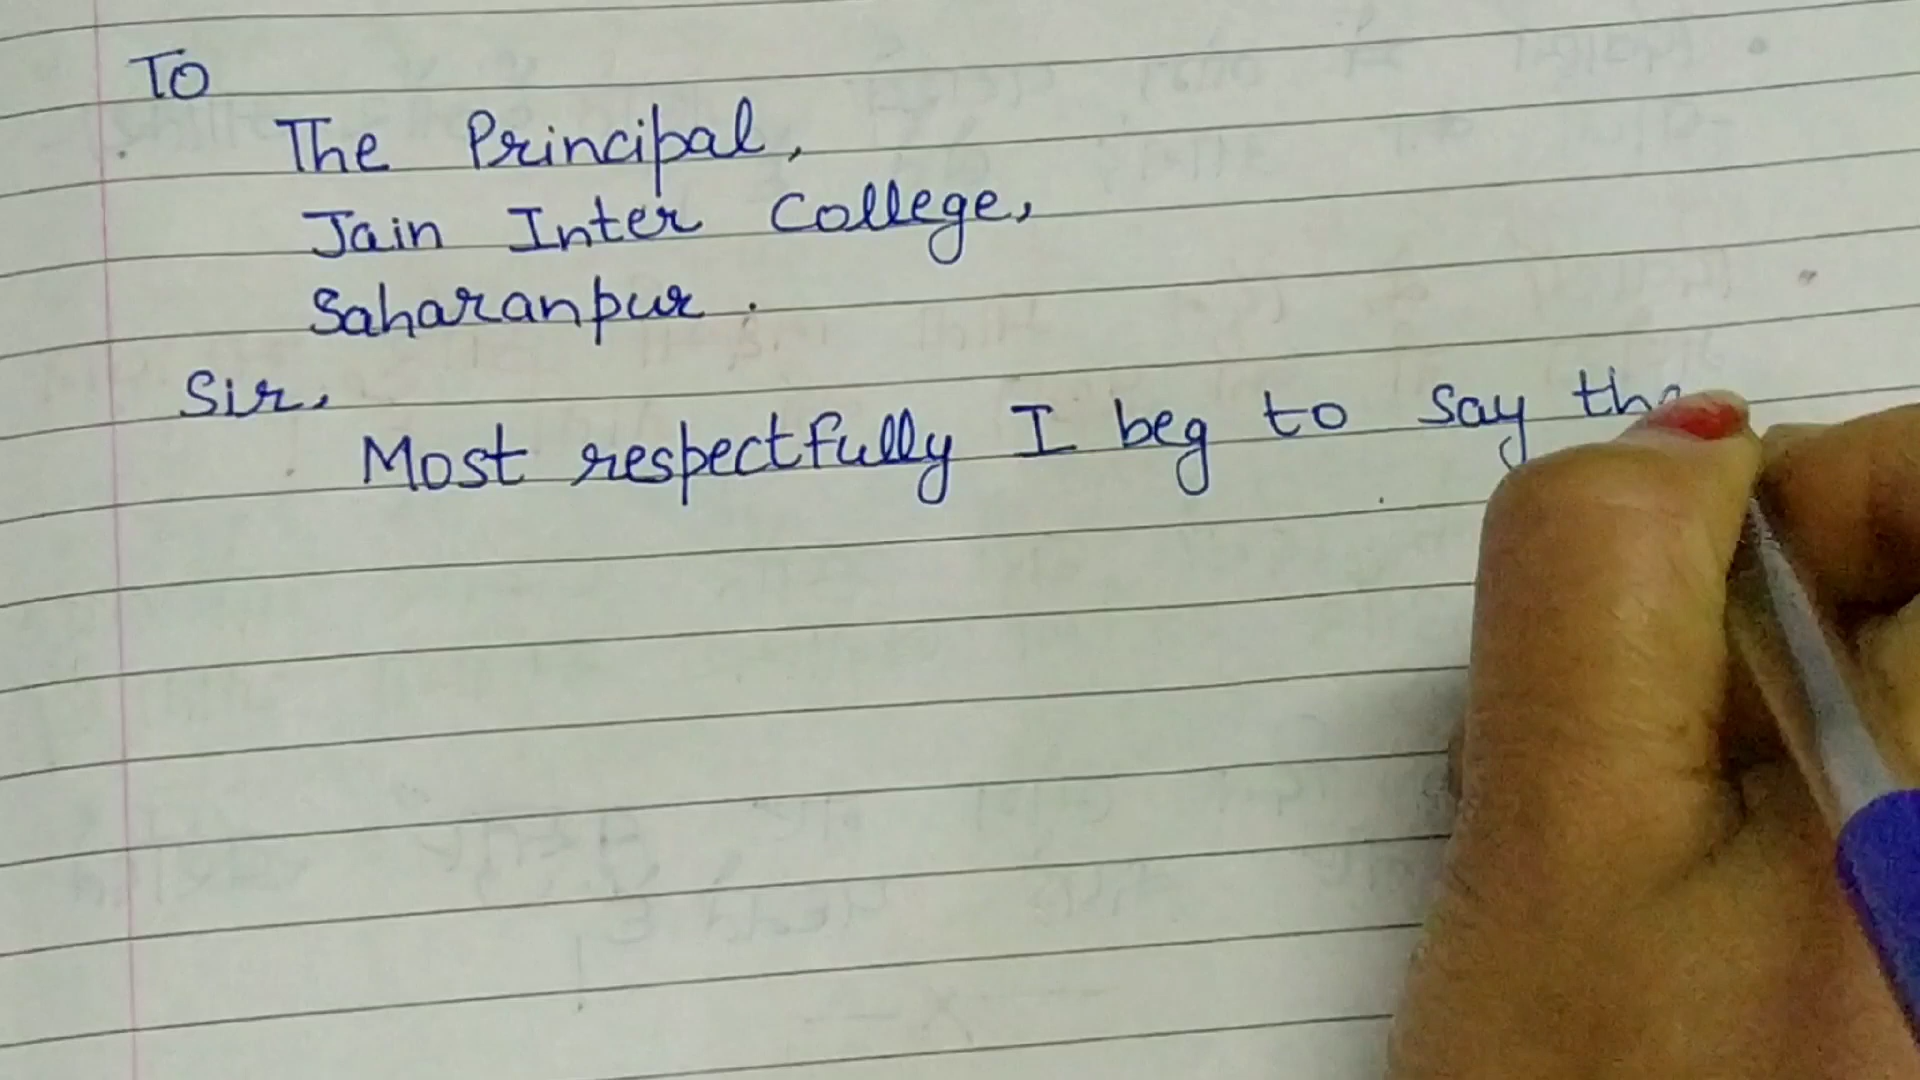 To
The Principal,
Jain Inter College,
Saharanpur.
Sir,
Most respectfully I beg to say